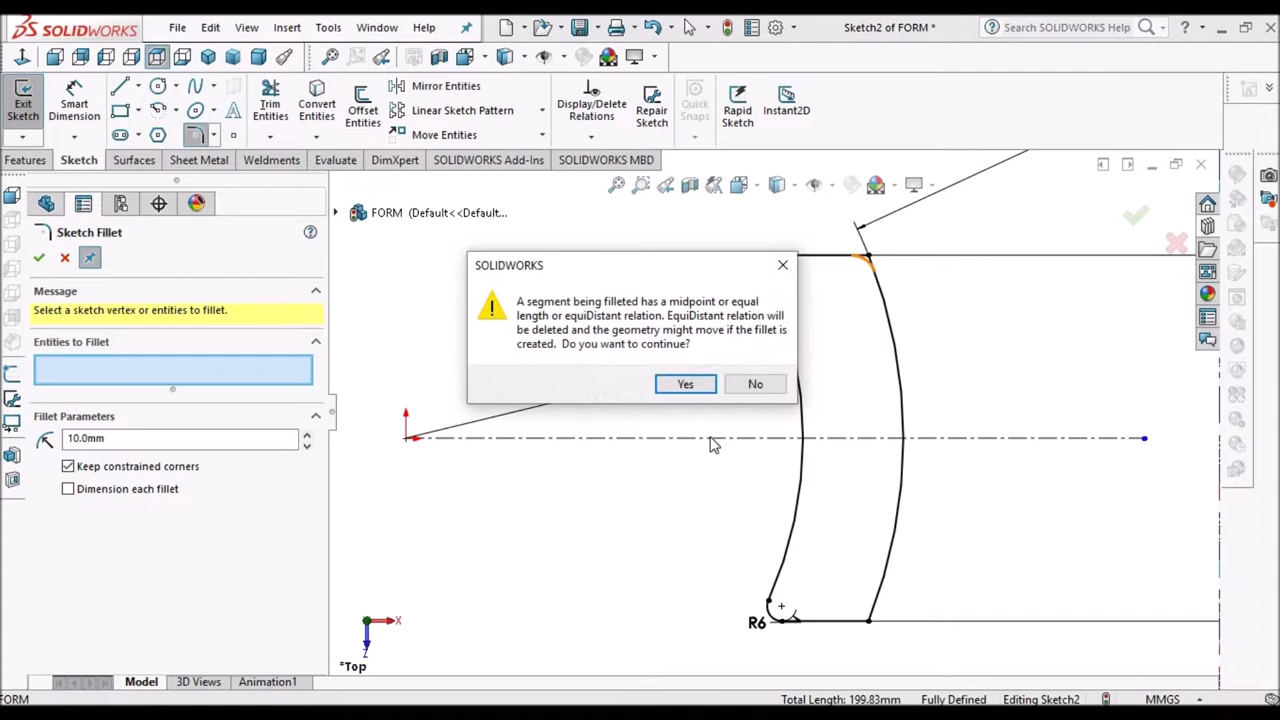 SOLIDWORKS File Edit View Insert Tools Window Help Sketch2 of FORM * Search SOLIDWORKS Help
Exit Sketch
Smart Dimension
Trim Entities
Convert Entities
Offset Entities
Mirror Entities
Linear Sketch Pattern
Move Entities
Display/Delete Relations
Repair Sketch
Quick Snaps
Rapid Sketch
Instant2D
Features Sketch Surfaces Sheet Metal Weldments Evaluate DimXpert SOLIDWORKS Add-Ins SOLIDWORKS MBD
FORM (Default<<Default...
Sketch Fillet
Message
Select a sketch vertex or entities to fillet.
Entities to Fillet
Fillet Parameters
10.0mm
Keep constrained corners
Dimension each fillet
SOLIDWORKS
A segment being filleted has a midpoint or equal
length or equiDistant relation. EquiDistant relation will
be deleted and the geometry might move if the fillet is
created. Do you want to continue?
Yes No
R6
X
Z
*Top
Model 3D Views Animation1
FORM Total Length: 199.83mm Fully Defined Editing Sketch2 MMGS